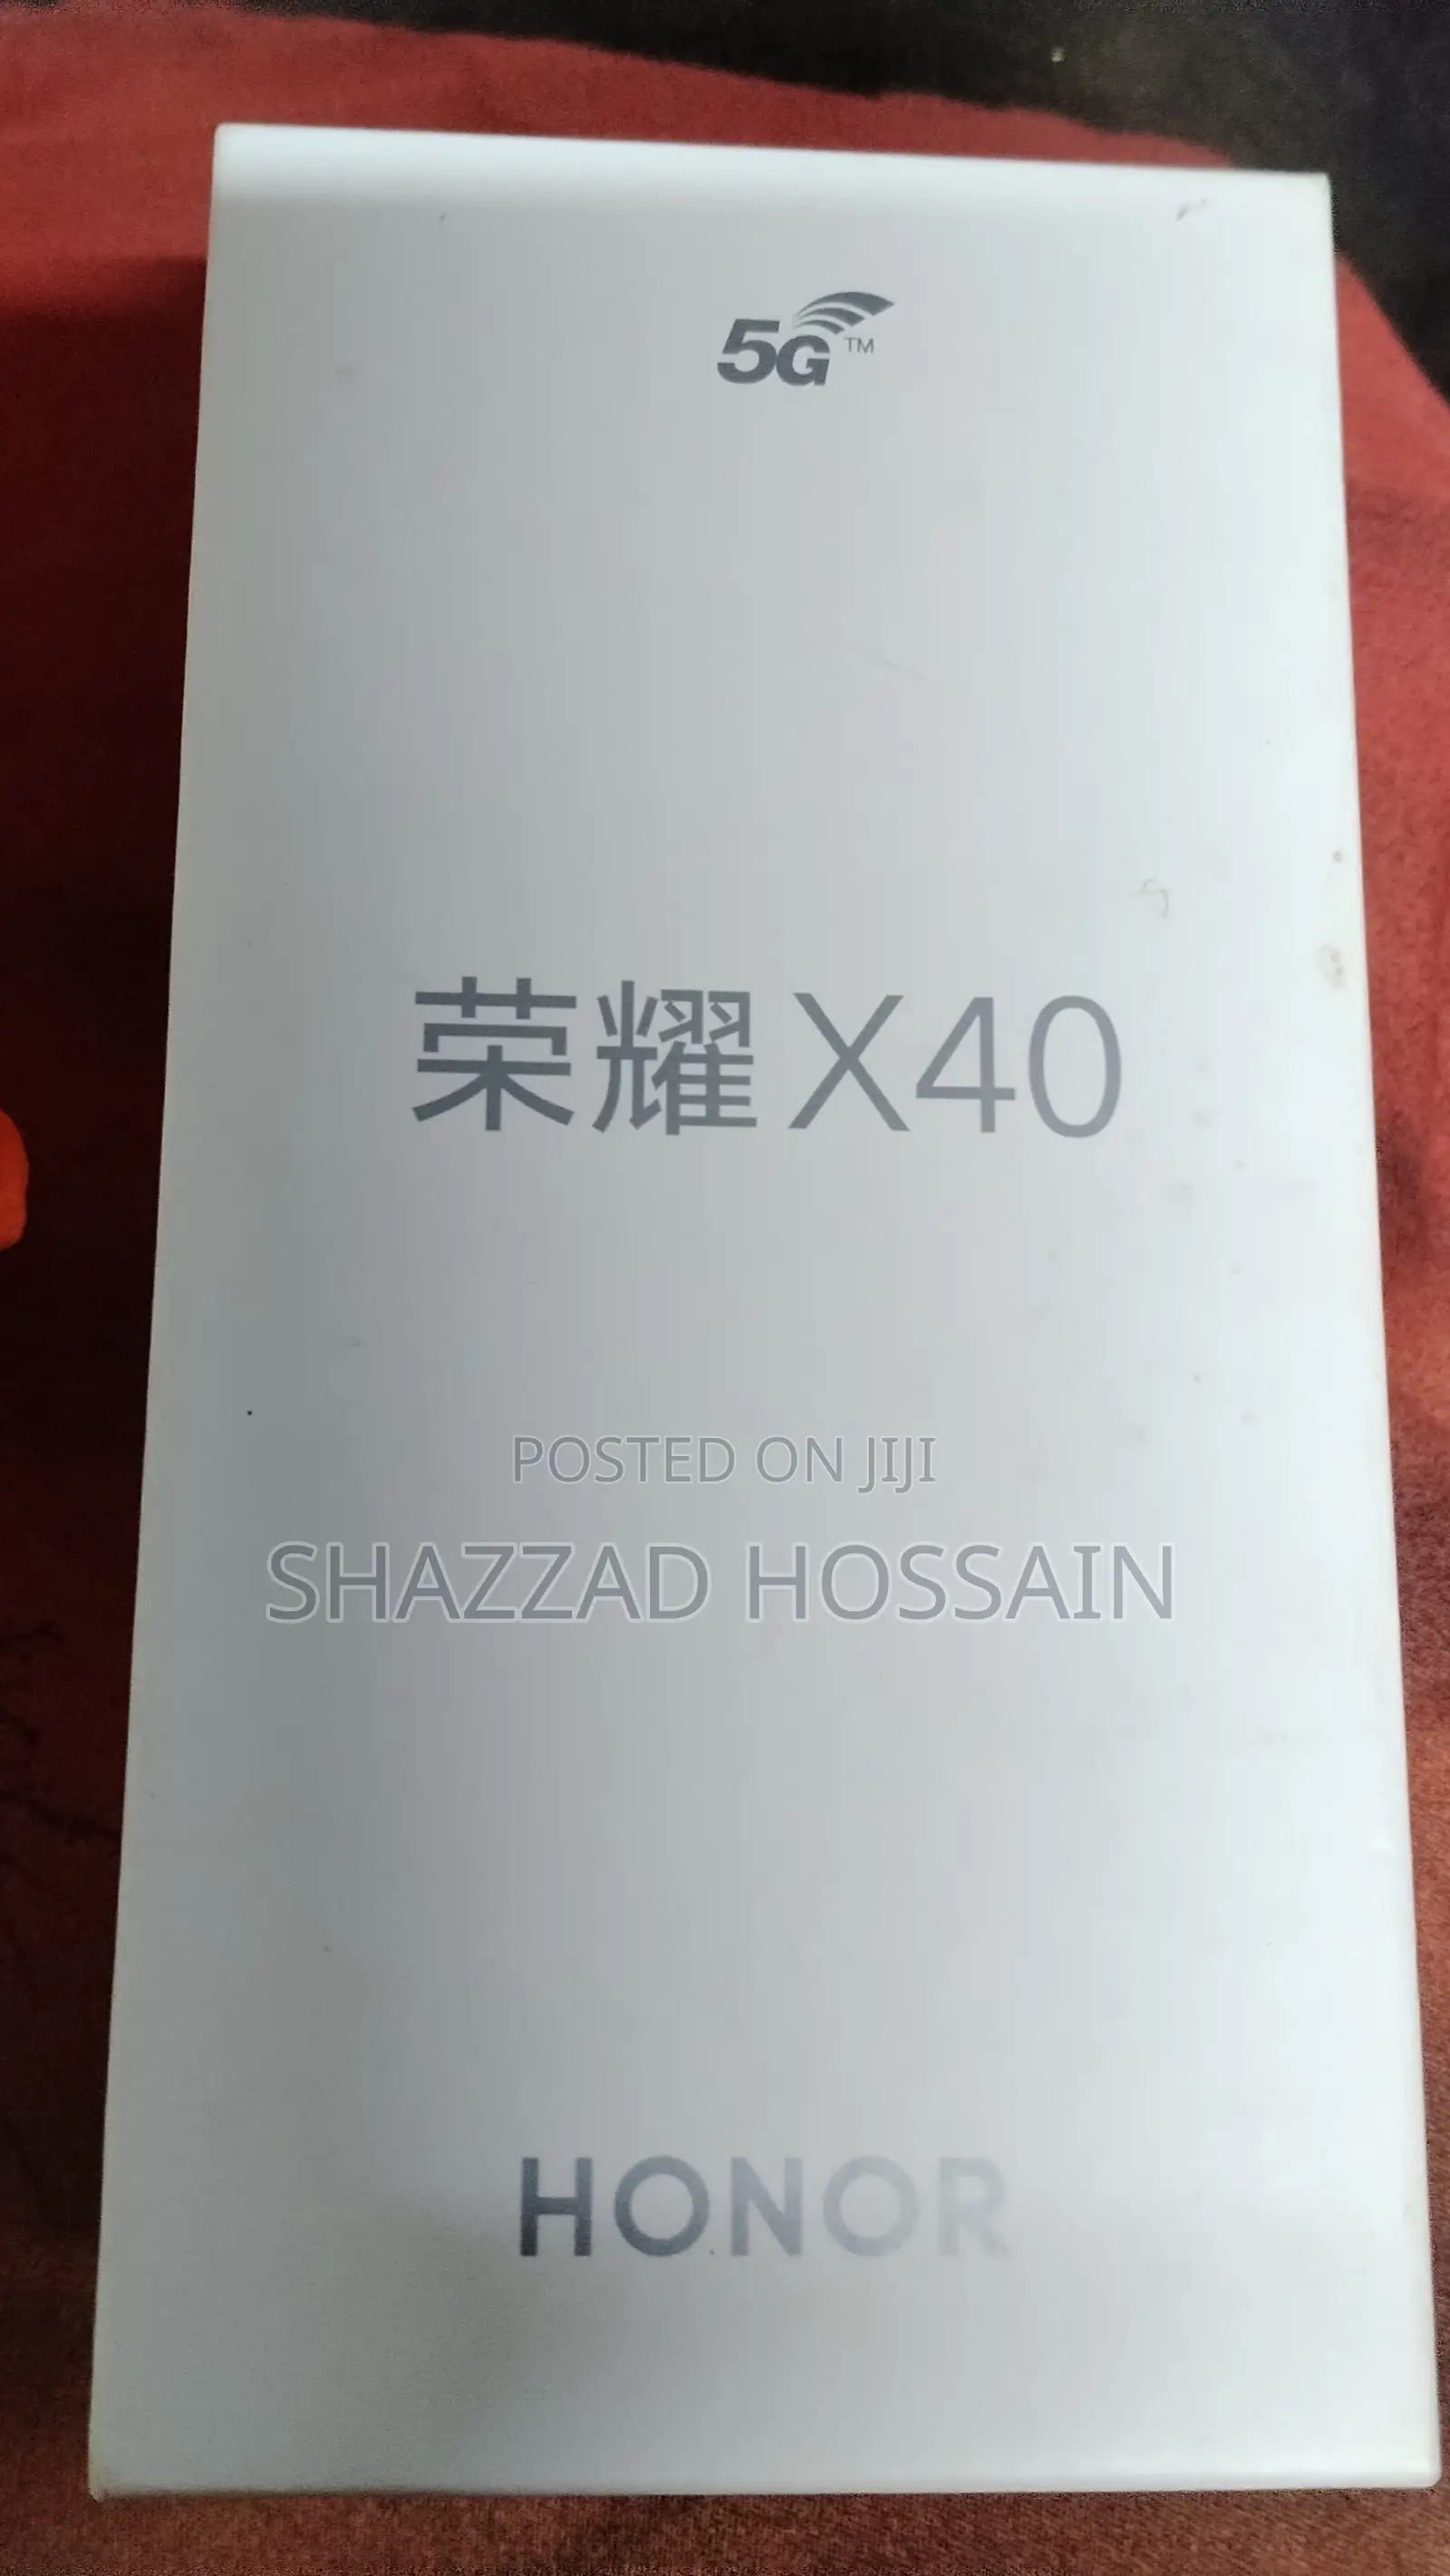 5G™
荣耀 X40
POSTED ON JIJI
SHAZZAD HOSSAIN
HONOR